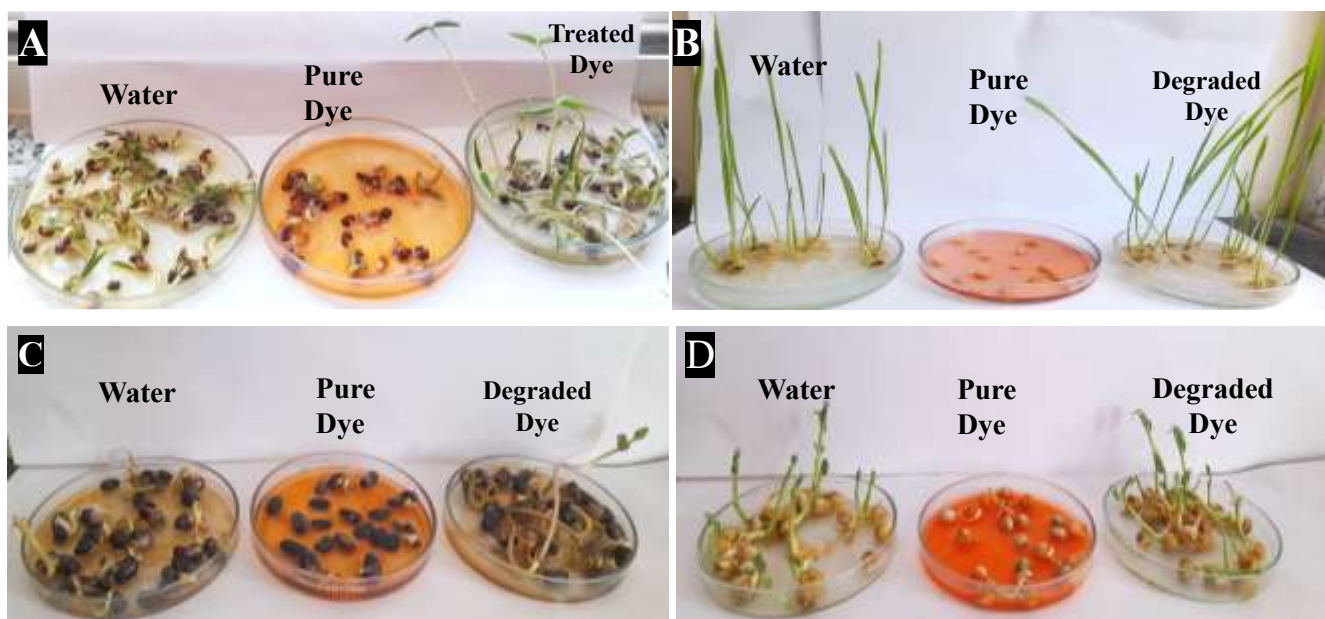 A
Water
Pure
Dye
Treated
Dye
B
Water
Pure
Dye
Degraded
Dye
C
Water
Pure
Dye
Degraded
Dye
D
Water
Pure
Dye
Degraded
Dye